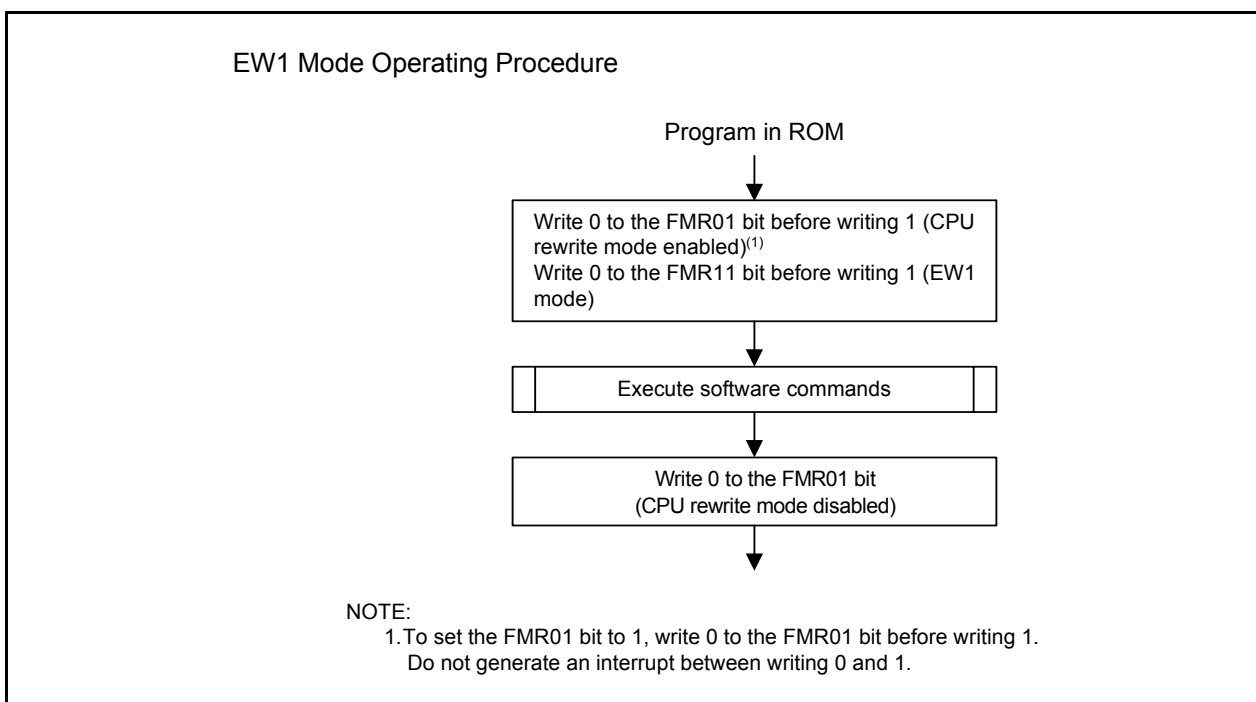 EW1 Mode Operating Procedure
Program in ROM
Write 0 to the FMR01 bit before writing 1 (CPU
rewrite mode enabled)(1)
Write 0 to the FMR11 bit before writing 1 (EW1
mode)
Execute software commands
Write 0 to the FMR01 bit
(CPU rewrite mode disabled)
NOTE:
1.To set the FMR01 bit to 1, write 0 to the FMR01 bit before writing 1.
Do not generate an interrupt between writing 0 and 1.